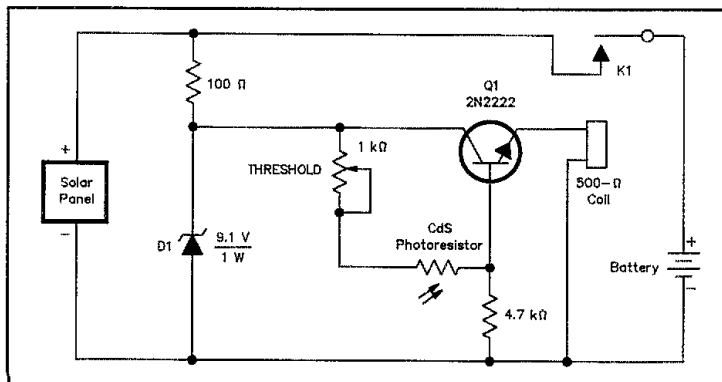 100 Ω
K1
Q1
2N2222
1 kΩ
THRESHOLD
+
Solar
Panel
−
500-Ω
Coil
CdS
Photoresistor
D1
9.1 V
1 W
4.7 kΩ
+
Battery
−